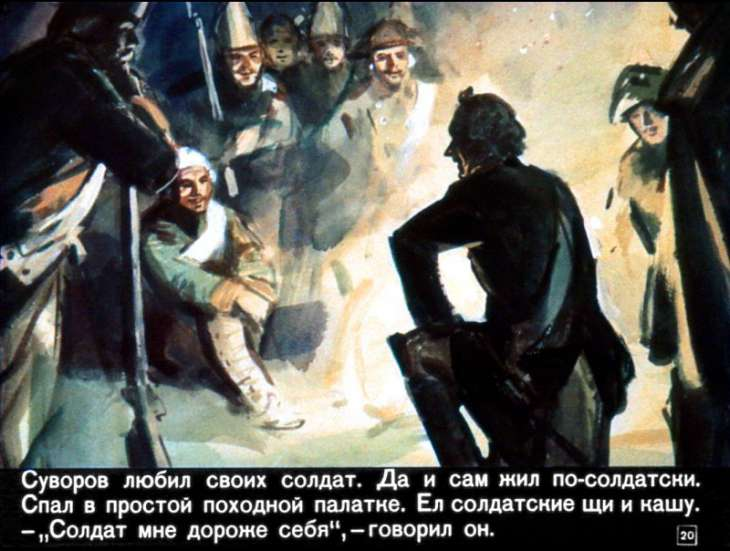 Суворов любил своих солдат. Да и сам жил по-солдатски.
Спал в простой походной палатке. Ел солдатские щи и кашу.
–„Солдат мне дороже себя“,–говорил он.
20